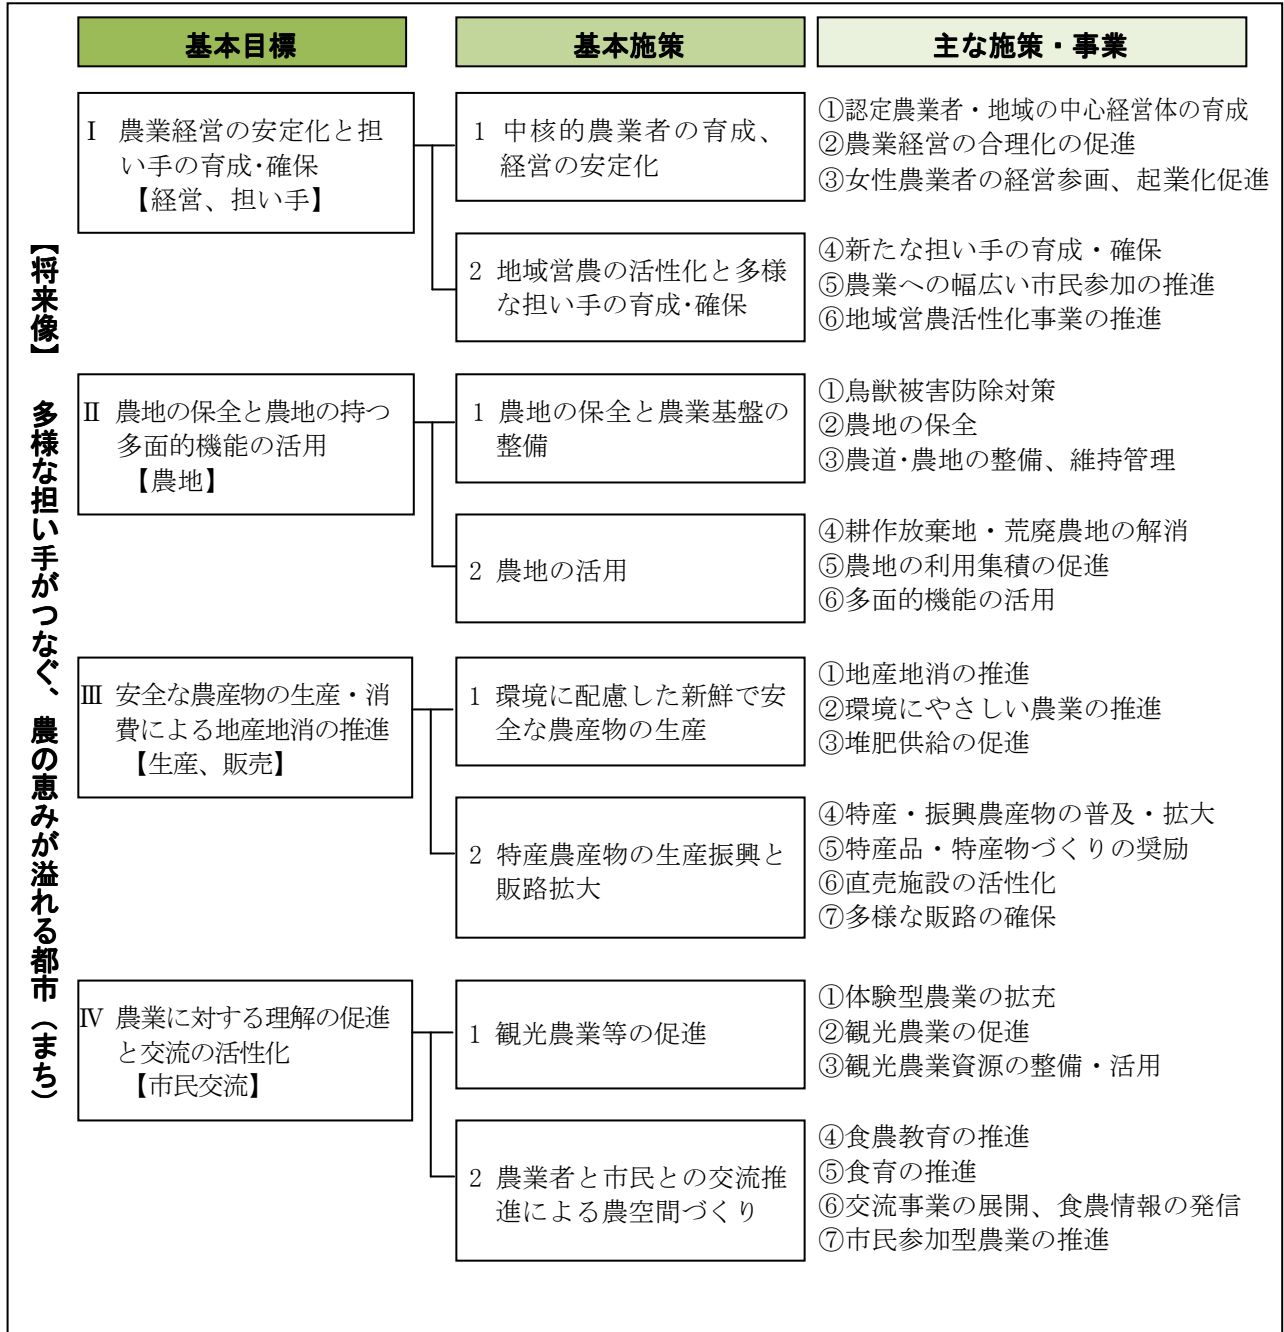 基本目標
基本施策
主な施策・事業
【将来像】 多様な担い手がつなぐ、農の恵みが溢れる都市（まち）
Ⅰ 農業経営の安定化と担
い手の育成・確保
【経営、担い手】
1 中核的農業者の育成、
経営の安定化
①認定農業者・地域の中心経営体の育成
②農業経営の合理化の促進
③女性農業者の経営参画、起業化促進
2 地域営農の活性化と多様
な担い手の育成・確保
④新たな担い手の育成・確保
⑤農業への幅広い市民参加の推進
⑥地域営農活性化事業の推進
Ⅱ 農地の保全と農地の持つ
多面的機能の活用
【農地】
1 農地の保全と農業基盤の
整備
①鳥獣被害防除対策
②農地の保全
③農道・農地の整備、維持管理
2 農地の活用
④耕作放棄地・荒廃農地の解消
⑤農地の利用集積の促進
⑥多面的機能の活用
Ⅲ 安全な農産物の生産・消
費による地産地消の推進
【生産、販売】
1 環境に配慮した新鮮で安
全な農産物の生産
①地産地消の推進
②環境にやさしい農業の推進
③堆肥供給の促進
2 特産農産物の生産振興と
販路拡大
④特産・振興農産物の普及・拡大
⑤特産品・特産物づくりの奨励
⑥直売施設の活性化
⑦多様な販路の確保
Ⅳ 農業に対する理解の促進
と交流の活性化
【市民交流】
1 観光農業等の促進
①体験型農業の拡充
②観光農業の促進
③観光農業資源の整備・活用
2 農業者と市民との交流推
進による農空間づくり
④食農教育の推進
⑤食育の推進
⑥交流事業の展開、食農情報の発信
⑦市民参加型農業の推進